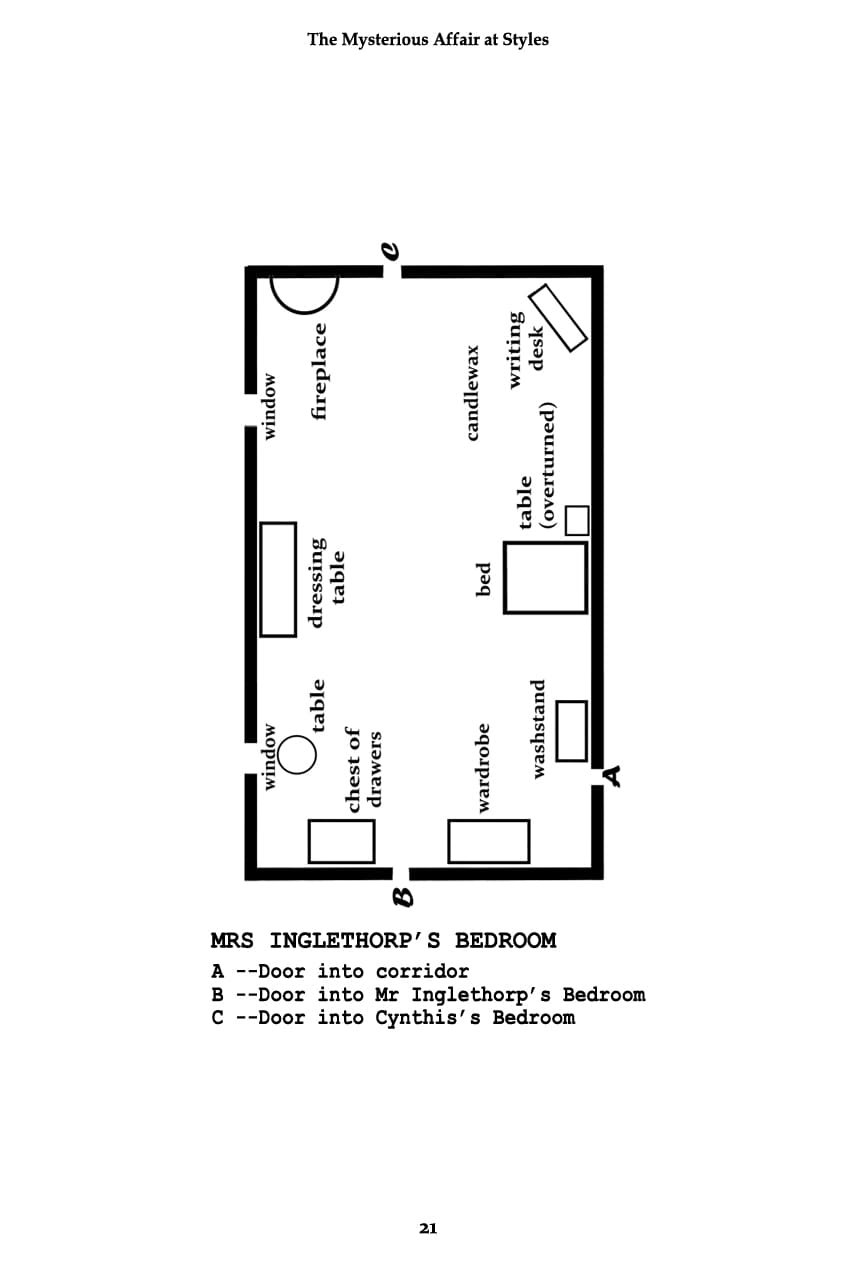 The Mysterious Affair at Styles
C
window
fireplace
candlewax
writing
desk
table
(overturned)
dressing
table
bed
window
table
chest of
drawers
wardrobe
washstand
A
B
MRS INGLETHORP’S BEDROOM
A --Door into corridor
B --Door into Mr Inglethorp’s Bedroom
C --Door into Cynthis’s Bedroom
21